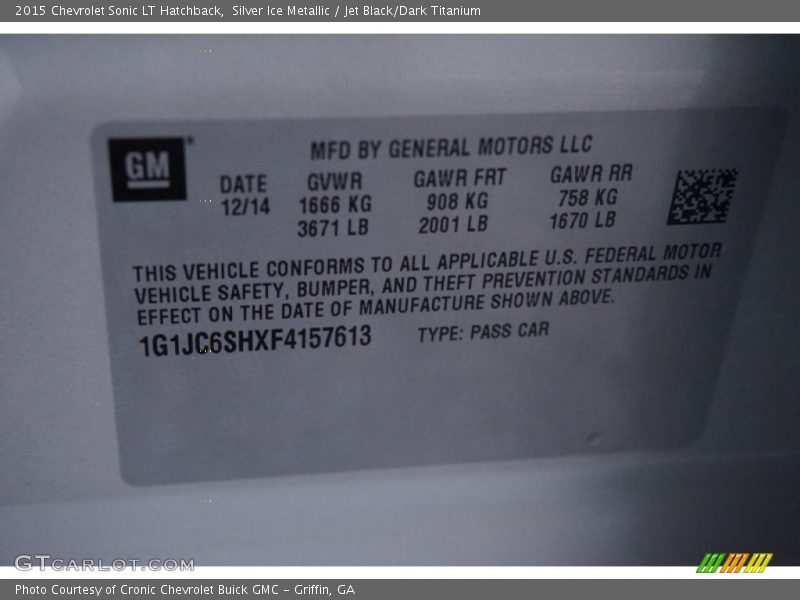 2015 Chevrolet Sonic LT Hatchback, Silver Ice Metallic / Jet Black/Dark Titanium
GM
MFD BY GENERAL MOTORS LLC
DATE GVWR GAWR FRT GAWR RR
12/14 1666 KG 908 KG 758 KG
3671 LB 2001 LB 1670 LB
THIS VEHICLE CONFORMS TO ALL APPLICABLE U.S. FEDERAL MOTOR
VEHICLE SAFETY, BUMPER, AND THEFT PREVENTION STANDARDS IN
EFFECT ON THE DATE OF MANUFACTURE SHOWN ABOVE.
1G1JC6SHXF4157613 TYPE: PASS CAR
GTCARLOT.COM
Photo Courtesy of Cronic Chevrolet Buick GMC - Griffin, GA